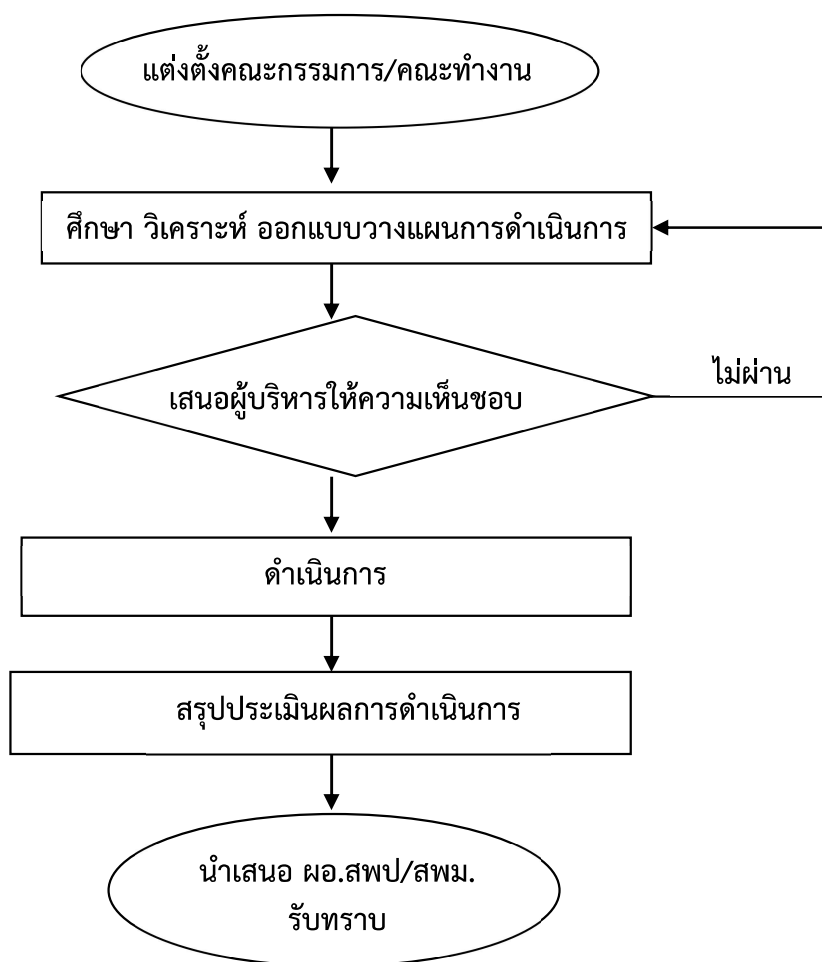 แต่งตั้งคณะกรรมการ/คณะทำงาน
ศึกษา วิเคราะห์ ออกแบบวางแผนการดำเนินการ
ไม่ผ่าน
เสนอผู้บริหารให้ความเห็นชอบ
ดำเนินการ
สรุปประเมินผลการดำเนินการ
นำเสนอ ผอ.สพป/สพม.
รับทราบ